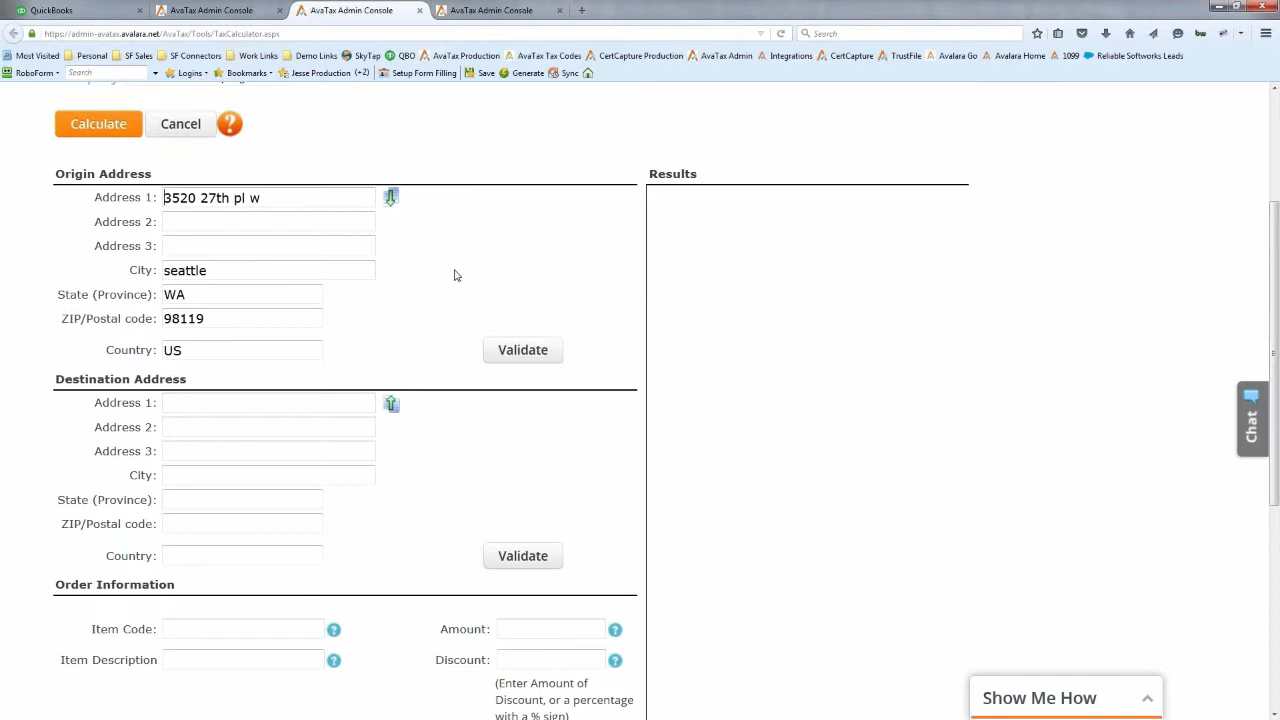 QuickBooks × AvaTax Admin Console × AvaTax Admin Console × AvaTax Admin Console × +
https://admin-avatax.avalara.net/AvaTax/Tools/TaxCalculator.aspx Search
Most Visited Personal SF Sales SF Connectors Work Links Demo Links SkyTap QBO AvaTax Production AvaTax Tax Codes CertCapture Production AvaTax Admin Integrations CertCapture TrustFile Avalara Go Avalara Home 1099 Reliable Softworks Leads
RoboForm Search Logins Bookmarks Jesse Production (+2) Setup Form Filling Save Generate Sync
Calculate Cancel ?
Origin Address Results
Address 1: 3520 27th pl w
Address 2:
Address 3:
City: seattle
State (Province): WA
ZIP/Postal code: 98119
Country: US Validate
Destination Address
Address 1:
Address 2:
Address 3:
City:
State (Province):
ZIP/Postal code:
Country: Validate
Order Information
Item Code: ? Amount: ?
Item Description ? Discount: ?
(Enter Amount of
Discount, or a percentage
with a % sign)
Chat
Show Me How